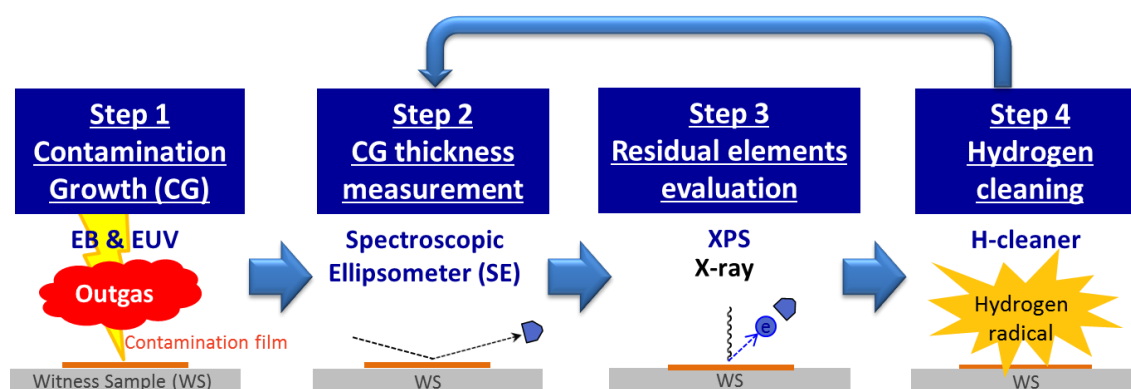 Step 1
Contamination
Growth (CG)
EB & EUV
Outgas
Contamination film
Witness Sample (WS)
Step 2
CG thickness
measurement
Spectroscopic
Ellipsometer (SE)
WS
Step 3
Residual elements
evaluation
XPS
X-ray
e
WS
Step 4
Hydrogen
cleaning
H-cleaner
Hydrogen
radical
WS